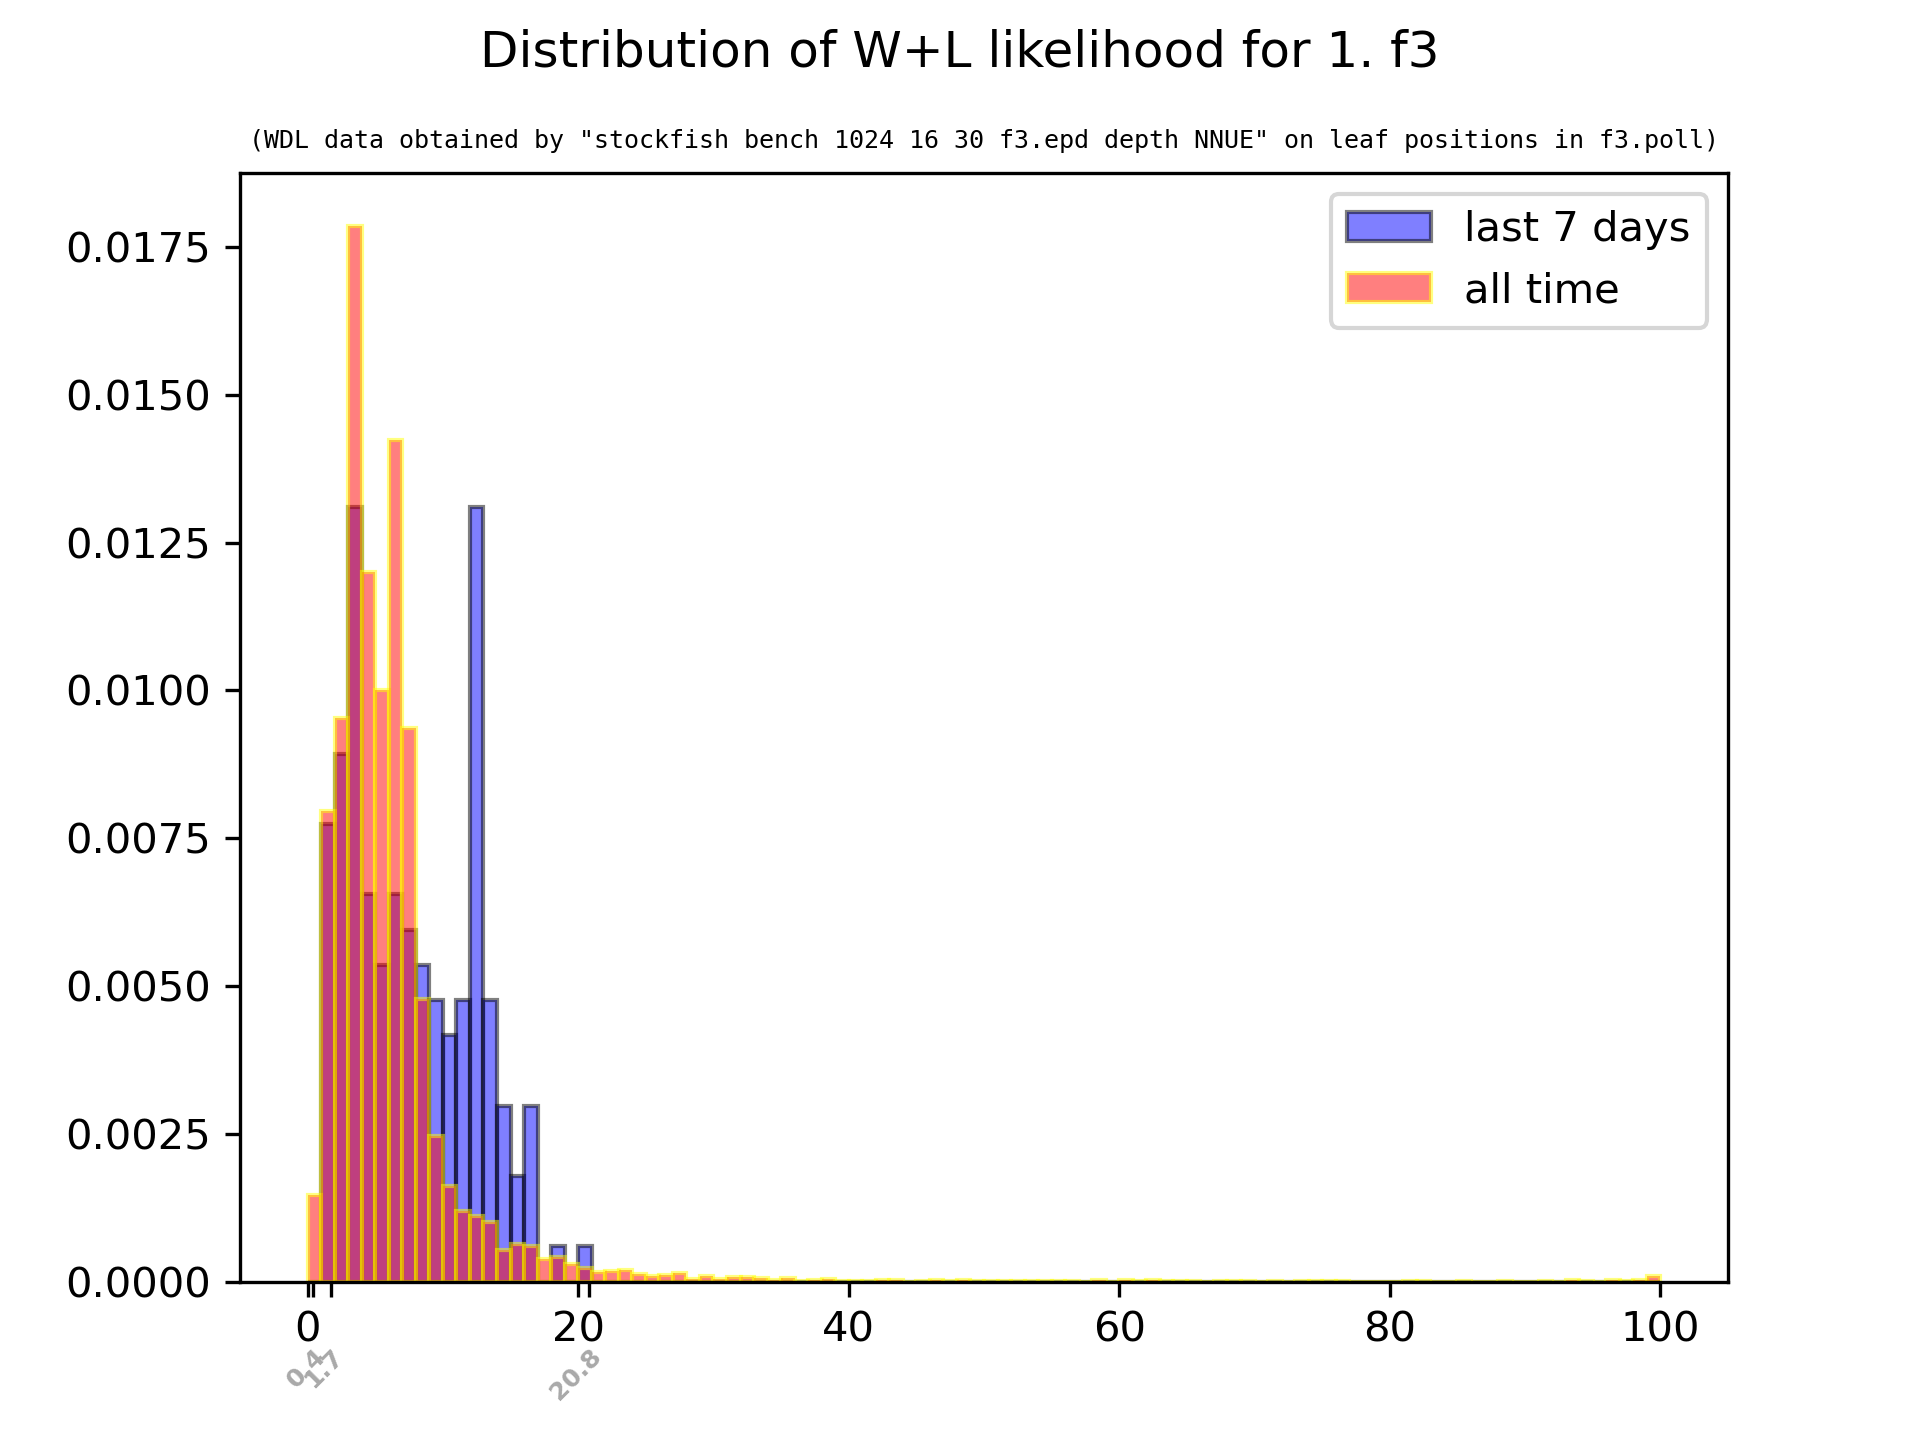 Distribution of W+L likelihood for 1. f3
(WDL data obtained by "stockfish bench 1024 16 30 f3.epd depth NNUE" on leaf positions in f3.poll)
last 7 days
all time
0.0175
0.0150
0.0125
0.0100
0.0075
0.0050
0.0025
0.0000
0 20 40 60 80 100
0.4 1.7 20.8